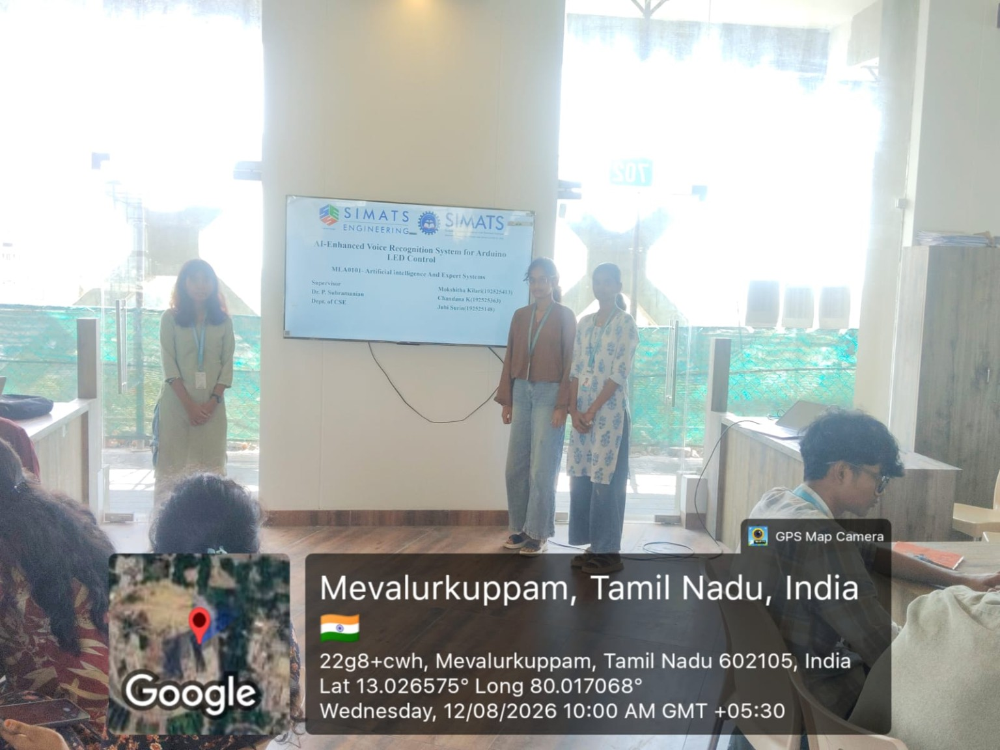 SIMATS
ENGINEERING
SIMATS
AI-Enhanced Voice Recognition System for Arduino
LED Control
MLA0101- Artificial intelligence And Expert Systems
Supervisor
Dr. P. Subramanian
Dept. of CSE
Mokshitha Kilari(192525413)
Chandana K(192525363)
Juhi Surin(192525148)
702
GPS Map Camera
Mevalurkuppam, Tamil Nadu, India
22g8+cwh, Mevalurkuppam, Tamil Nadu 602105, India
Lat 13.026575° Long 80.017068°
Wednesday, 12/08/2026 10:00 AM GMT +05:30
Google